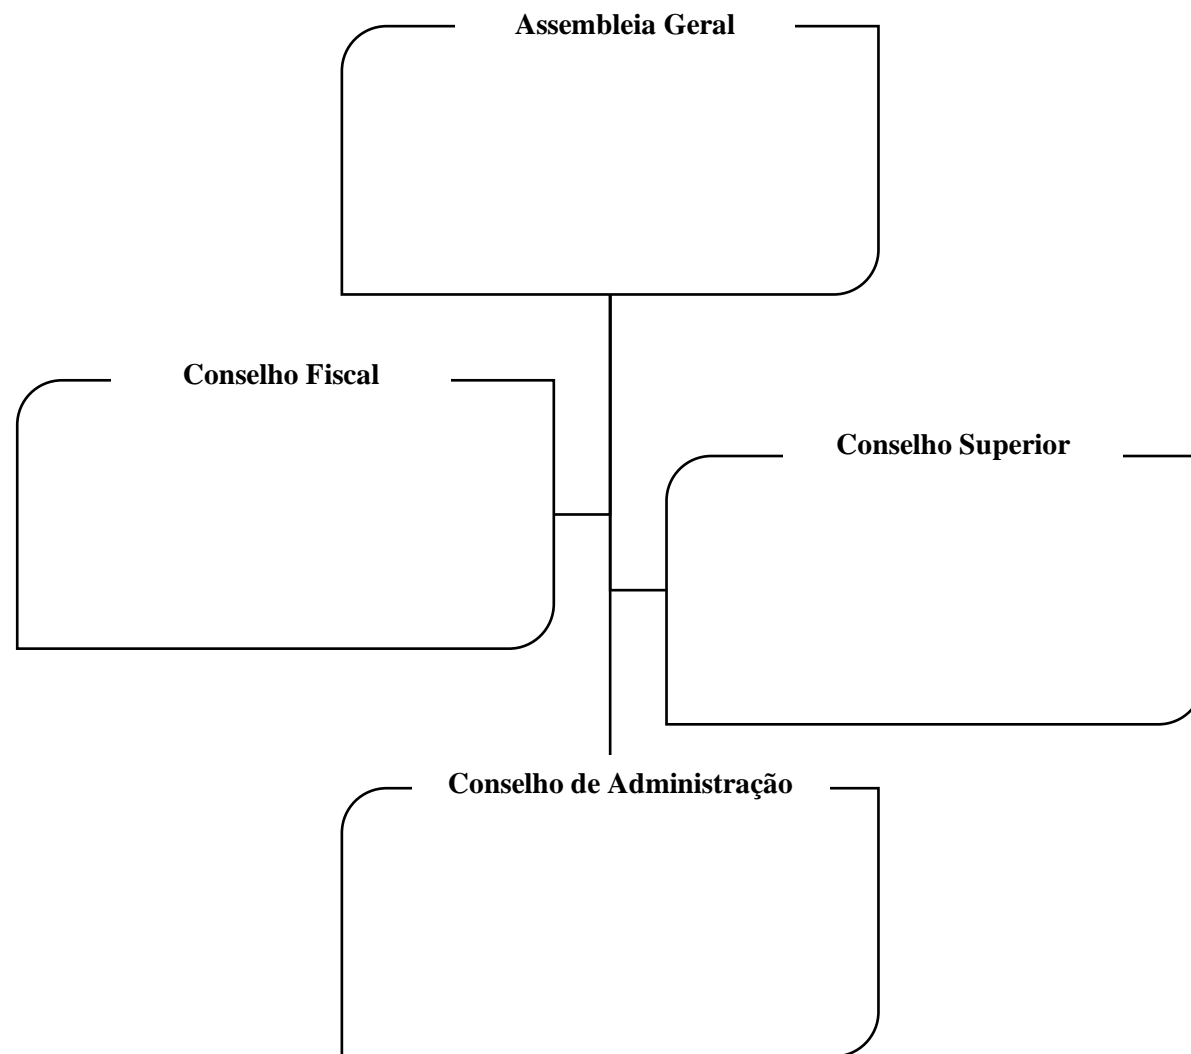 Assembleia Geral
Conselho Fiscal
Conselho Superior
Conselho de Administração